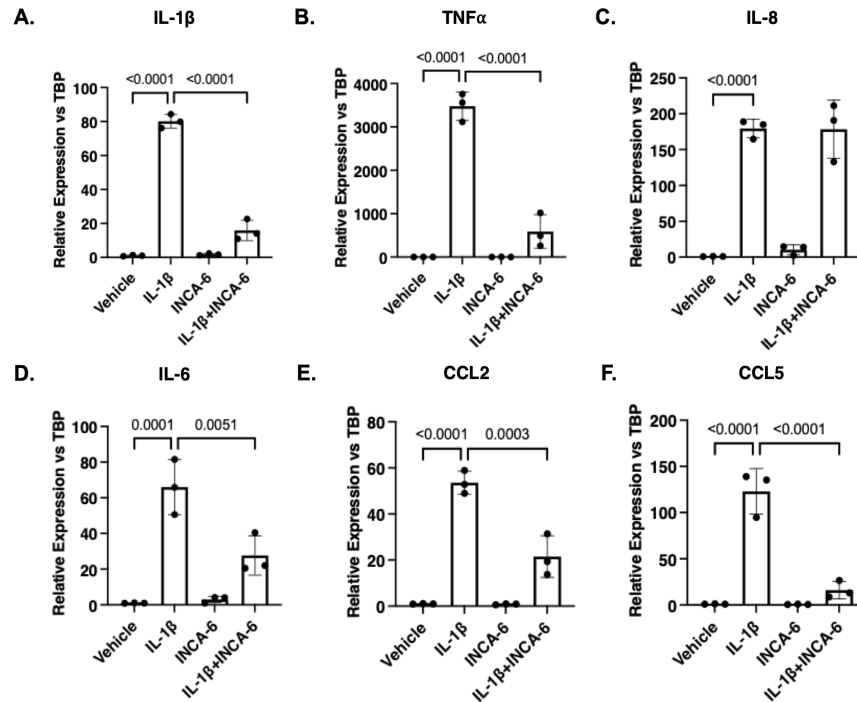 A.
IL-1β
<0.0001
<0.0001
Relative Expression vs TBP
100
80
60
40
20
0
Vehicle
IL-1β
INCA-6
IL-1β+INCA-6
B.
TNFα
<0.0001
<0.0001
Relative Expression vs TBP
4000
3000
2000
1000
0
Vehicle
IL-1β
INCA-6
IL-1β+INCA-6
C.
IL-8
<0.0001
Relative Expression vs TBP
250
200
150
100
50
0
Vehicle
IL-1β
INCA-6
IL-1β+INCA-6
D.
IL-6
0.0001
0.0051
Relative Expression vs TBP
100
80
60
40
20
0
Vehicle
IL-1β
INCA-6
IL-1β+INCA-6
E.
CCL2
<0.0001
0.0003
Relative Expression vs TBP
80
60
40
20
0
Vehicle
IL-1β
INCA-6
IL-1β+INCA-6
F.
CCL5
<0.0001
<0.0001
Relative Expression vs TBP
200
150
100
50
0
Vehicle
IL-1β
INCA-6
IL-1β+INCA-6